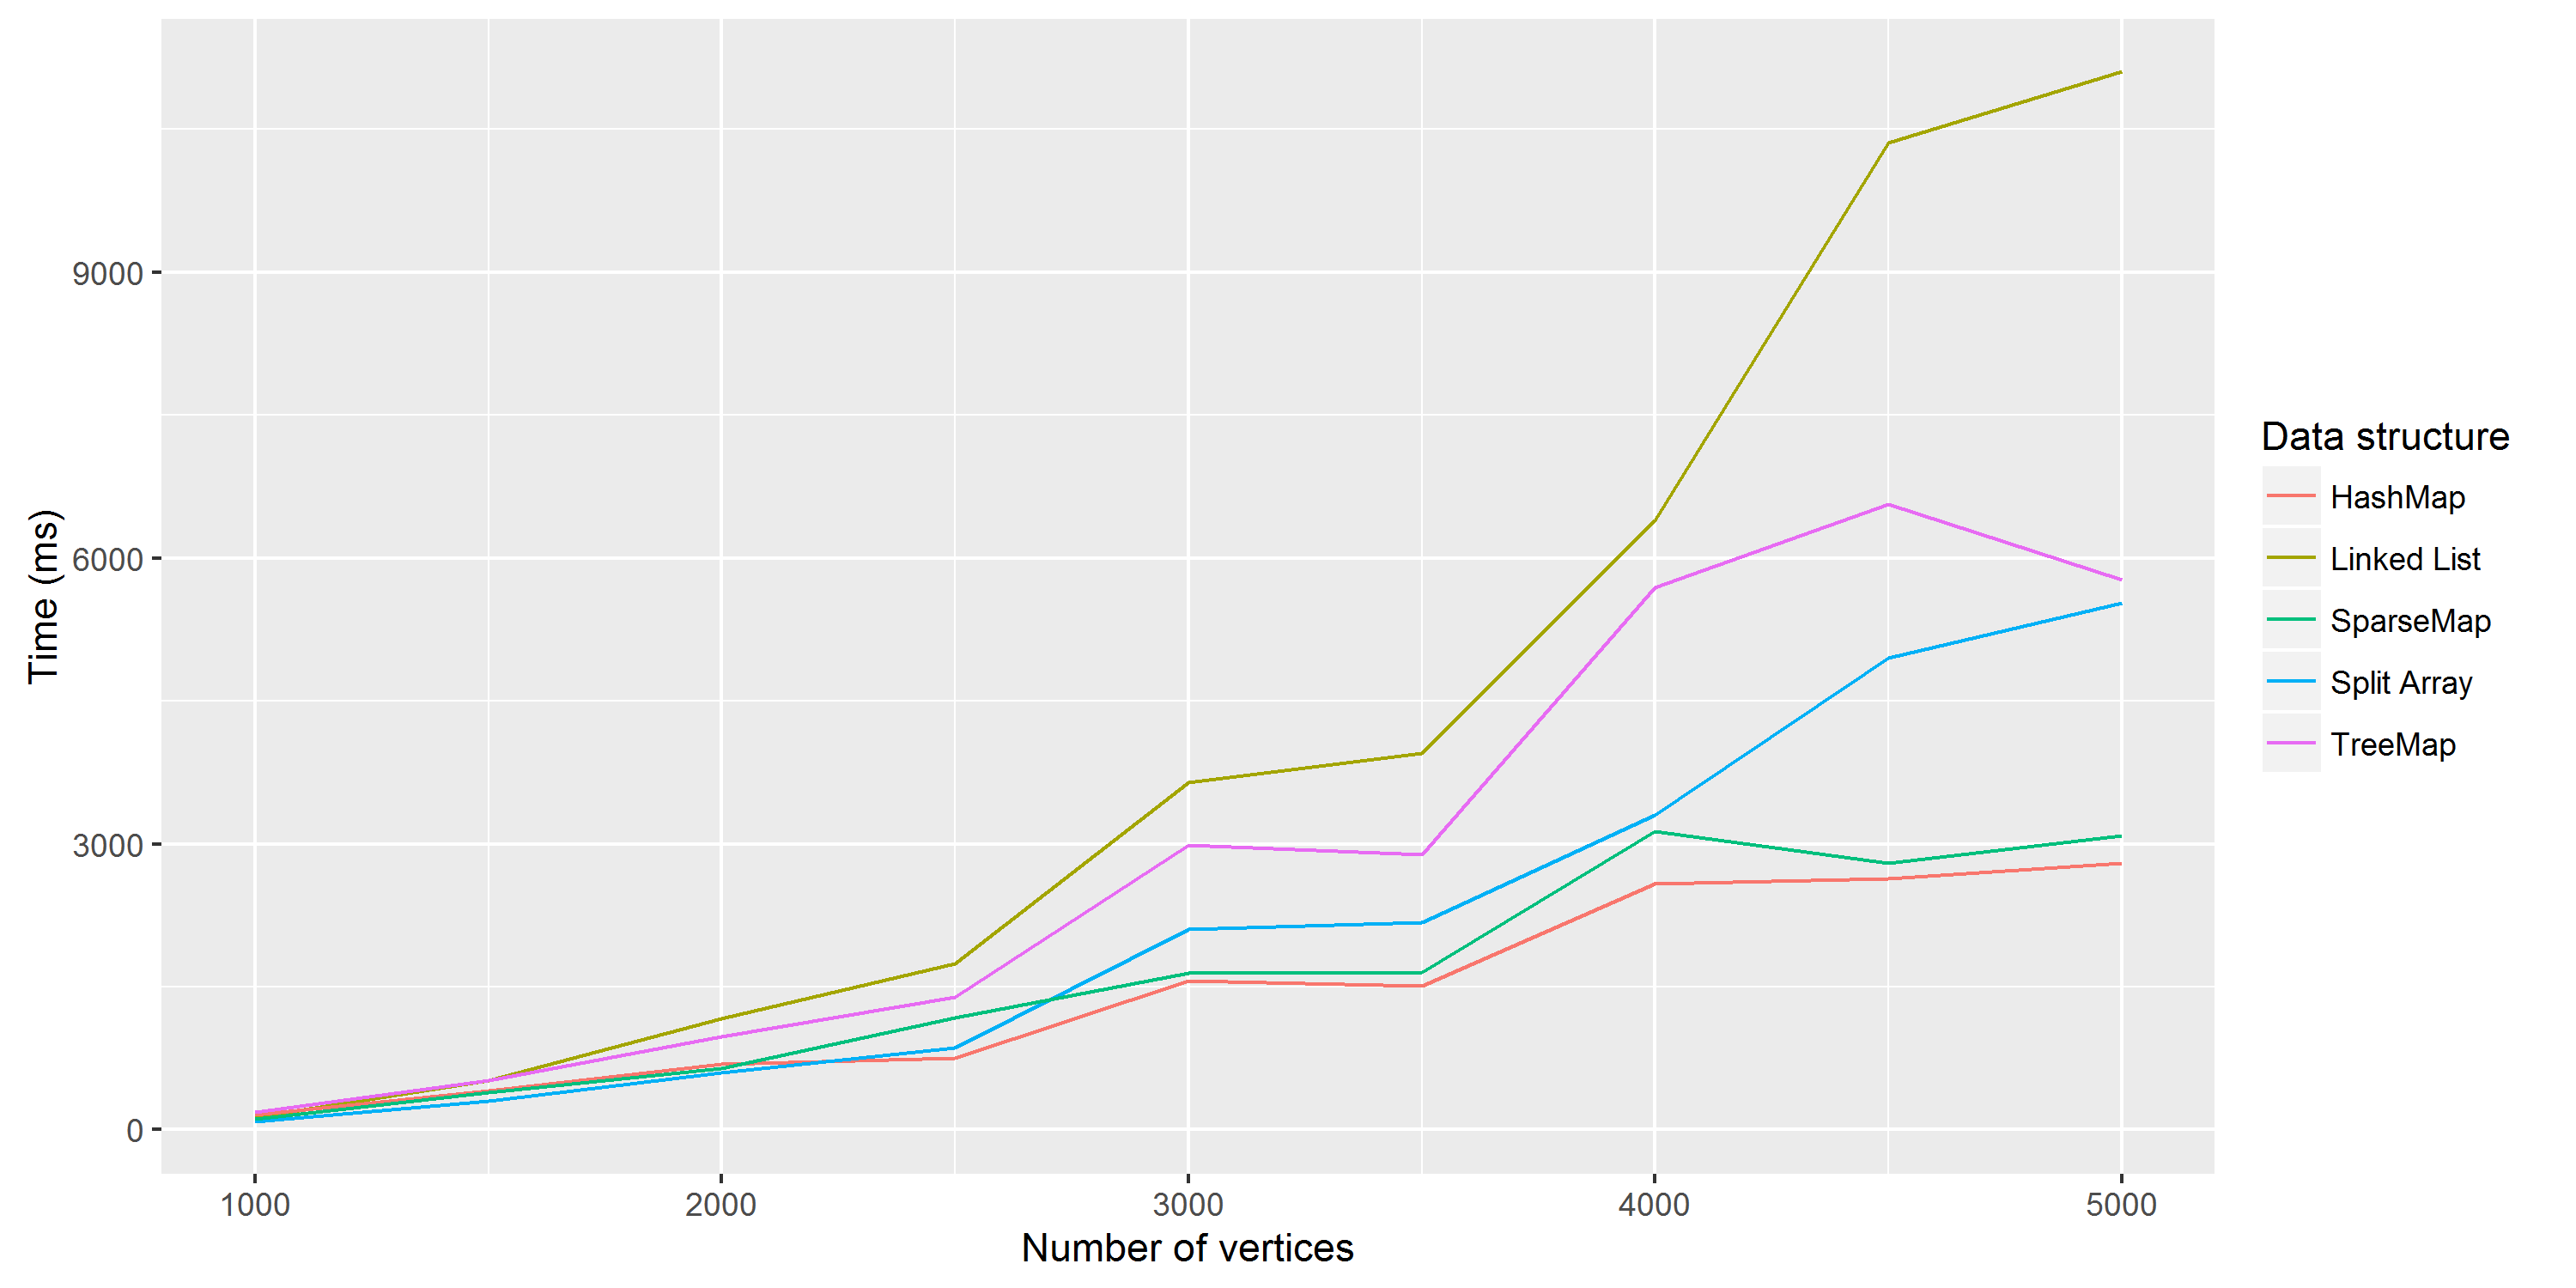 9000
6000
3000
0
Time (ms)
1000 2000 3000 4000 5000
Number of vertices
Data structure
HashMap
Linked List
SparseMap
Split Array
TreeMap